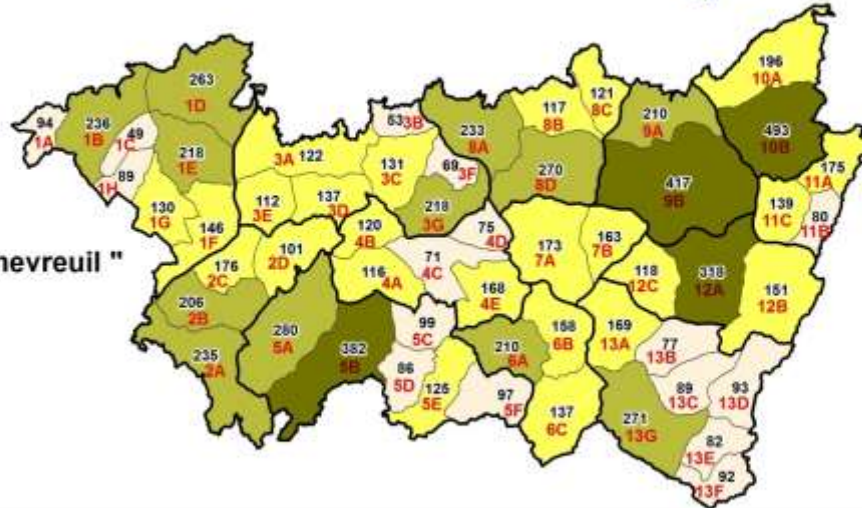 196
10A
263
1D
121
8C
94
1A
236
1B
49
1C
53 3B
117
8B
210
9A
233
8A
493
10B
218
1E
3A 122
131
3C
69
3F
175
11A
89
1H
270
8D
417
9B
139
11C
80
11B
130
1G
112
3E
137
3D
218
3G
146
1F
120
4B
75
4D
163
7B
101
2D
173
7A
hevreuil "
176
2C
71
4C
116
4A
118
12C
318
12A
151
12B
168
4E
206
2B
99
5C
280
5A
158
6B
169
13A
210
6A
77
13B
382
5B
235
2A
86
5D
89
13C
93
13D
125
5E
97
5F
137
6C
271
13G
82
13E
92
13F